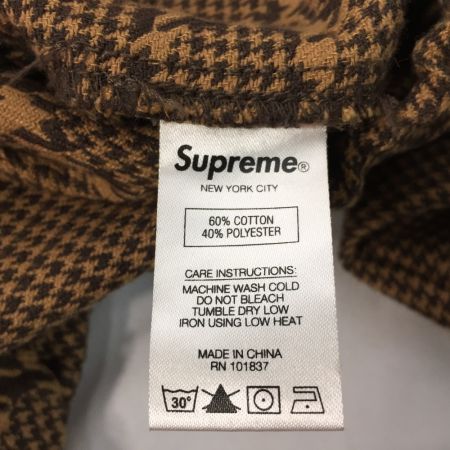 Supreme®
NEW YORK CITY
60% COTTON
40% POLYESTER
CARE INSTRUCTIONS:
MACHINE WASH COLD
DO NOT BLEACH
TUMBLE DRY LOW
IRON USING LOW HEAT
MADE IN CHINA
RN 101837
30°